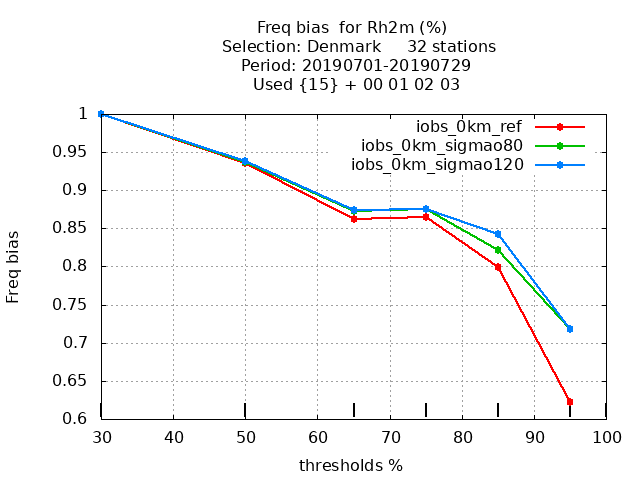 Freq bias  for Rh2m (%)
Selection: Denmark     32 stations
Period: 20190701-20190729
Used {15} + 00 01 02 03
iobs_0km_ref
iobs_0km_sigmao80
iobs_0km_sigmao120
1
0.95
0.9
0.85
0.8
0.75
0.7
0.65
0.6
Freq bias
30 40 50 60 70 80 90 100
thresholds %